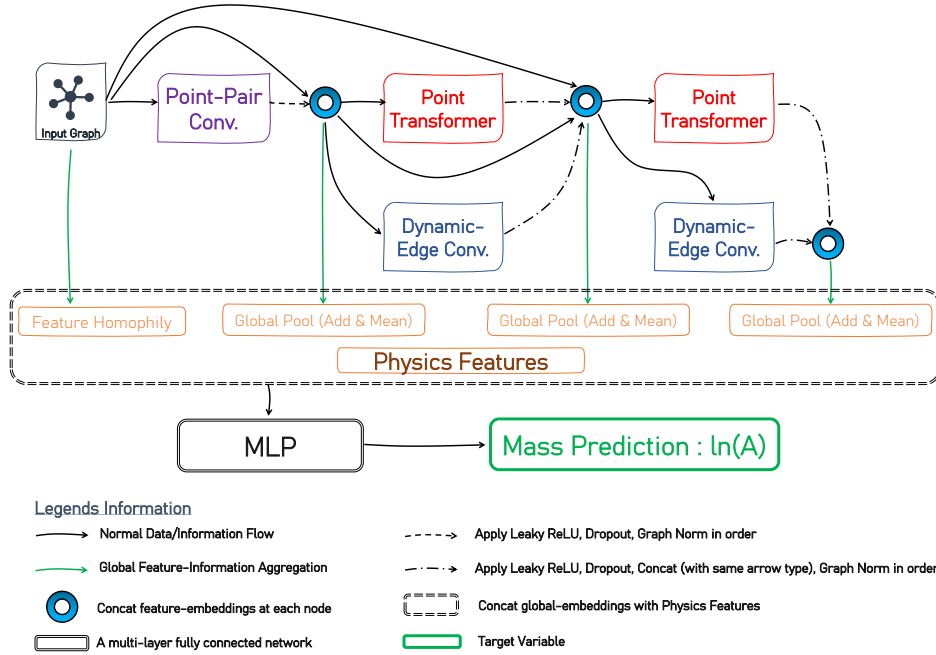 Input Graph
Point-Pair
Conv.
Point
Transformer
Point
Transformer
Dynamic-
Edge Conv.
Dynamic-
Edge Conv.
Feature Homophily
Global Pool (Add & Mean)
Global Pool (Add & Mean)
Global Pool (Add & Mean)
Physics Features
MLP
Mass Prediction : ln(A)
Legends Information
Normal Data/Information Flow
Apply Leaky ReLU, Dropout, Graph Norm in order
Global Feature-Information Aggregation
Apply Leaky ReLU, Dropout, Concat (with same arrow type), Graph Norm in order
Concat feature-embeddings at each node
Concat global-embeddings with Physics Features
A multi-layer fully connected network
Target Variable